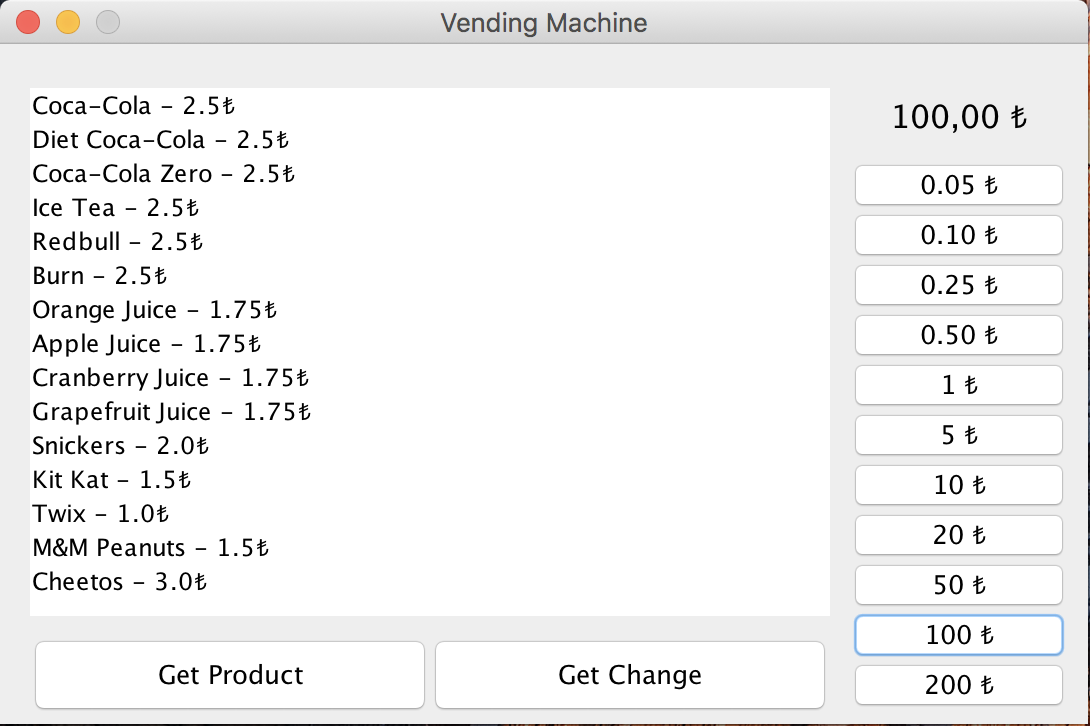 Vending Machine
Coca-Cola - 2.5₺
Diet Coca-Cola - 2.5₺
Coca-Cola Zero - 2.5₺
Ice Tea - 2.5₺
Redbull - 2.5₺
Burn - 2.5₺
Orange Juice - 1.75₺
Apple Juice - 1.75₺
Cranberry Juice - 1.75₺
Grapefruit Juice - 1.75₺
Snickers - 2.0₺
Kit Kat - 1.5₺
Twix - 1.0₺
M&M Peanuts - 1.5₺
Cheetos - 3.0₺
Get Product
Get Change
100,00 ₺
0.05 ₺
0.10 ₺
0.25 ₺
0.50 ₺
1 ₺
5 ₺
10 ₺
20 ₺
50 ₺
100 ₺
200 ₺